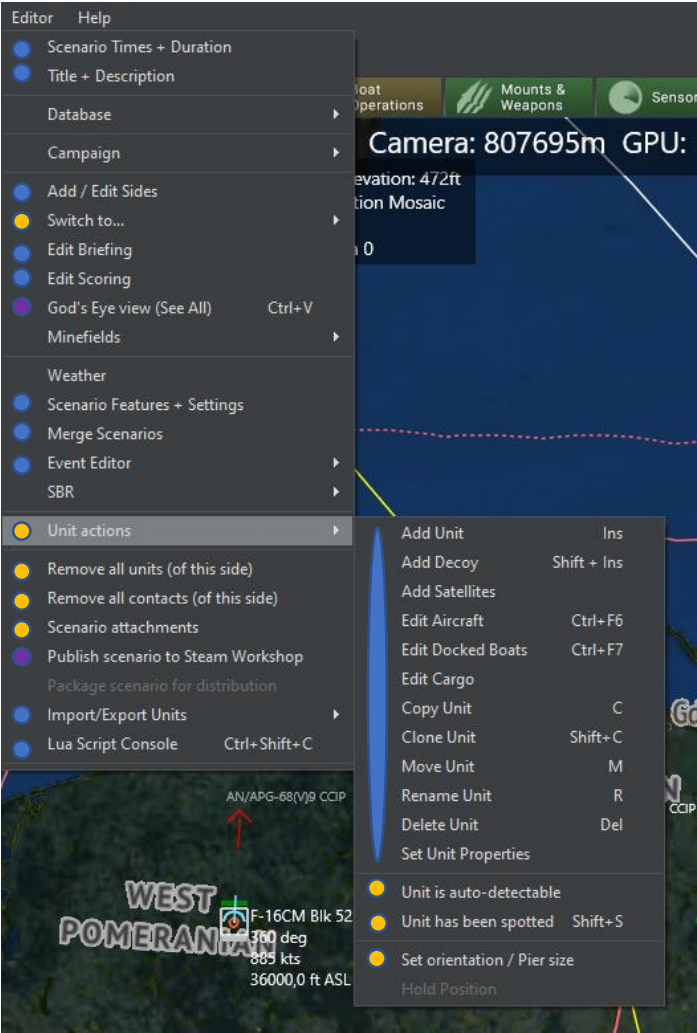 Editor Help
Scenario Times + Duration
Title + Description
Database
Campaign
Add / Edit Sides
Switch to...
Edit Briefing
Edit Scoring
God's Eye view (See All) Ctrl+V
Minefields
Weather
Scenario Features + Settings
Merge Scenarios
Event Editor
SBR
Unit actions
Remove all units (of this side)
Remove all contacts (of this side)
Scenario attachments
Publish scenario to Steam Workshop
Package scenario for distribution
Import/Export Units
Lua Script Console Ctrl+Shift+C
Mounts &
Weapons
Camera: 807695m GPU:
472ft
Mosaic
0
Add Unit Ins
Add Decoy Shift + Ins
Add Satellites
Edit Aircraft Ctrl+F6
Edit Docked Boats Ctrl+F7
Edit Cargo
Copy Unit C
Clone Unit Shift+C
Move Unit M
Rename Unit R
Delete Unit Del
Set Unit Properties
Unit is auto-detectable
Unit has been spotted Shift+S
Set orientation / Pier size
Hold Position
CCIP
AN/APG-68(V)9 CCIP
WEST
POMERANIAN
F-16CM Blk 52
360 deg
885 kts
36000,0 ft ASL